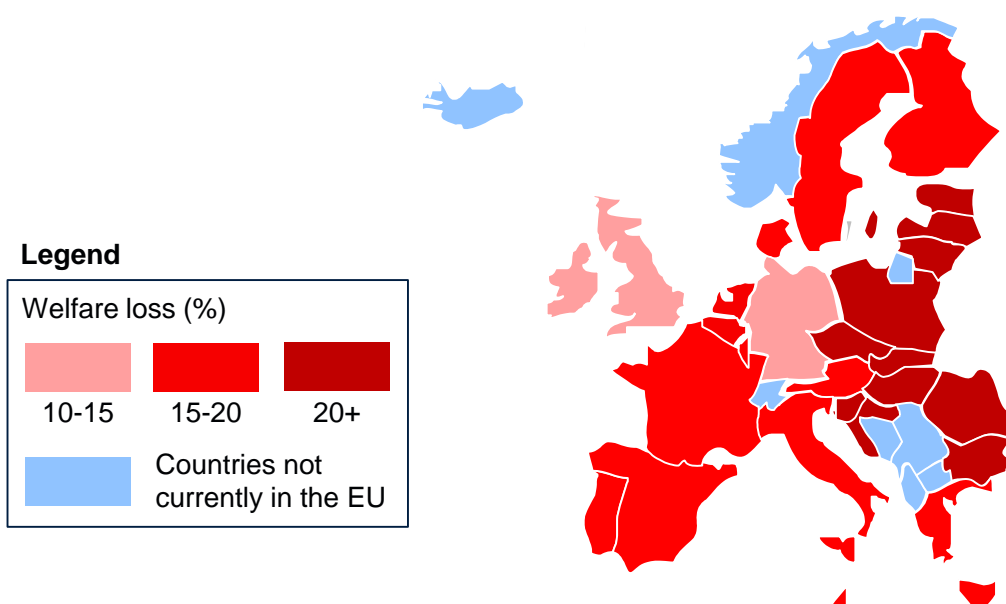 Legend
Welfare loss (%)
10-15 15-20 20+
Countries not
currently in the EU